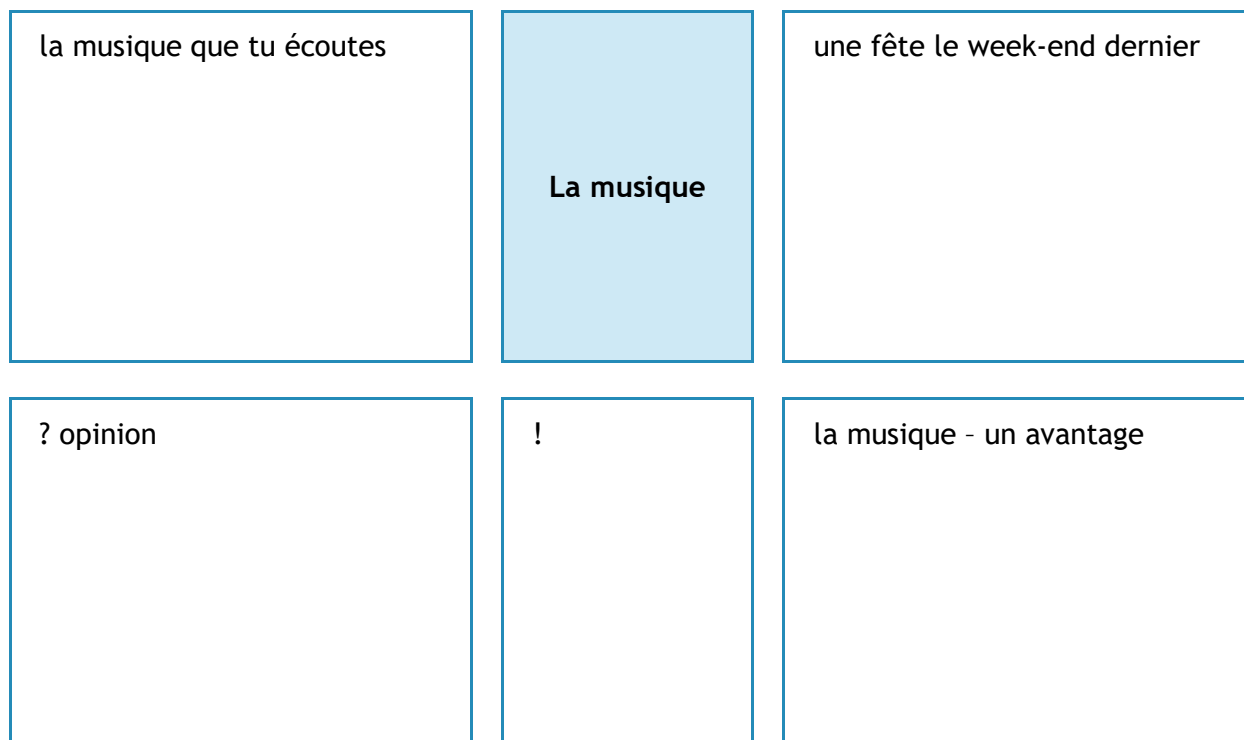 la musique que tu écoutes
La musique
une fête le week-end dernier
? opinion
!
la musique – un avantage